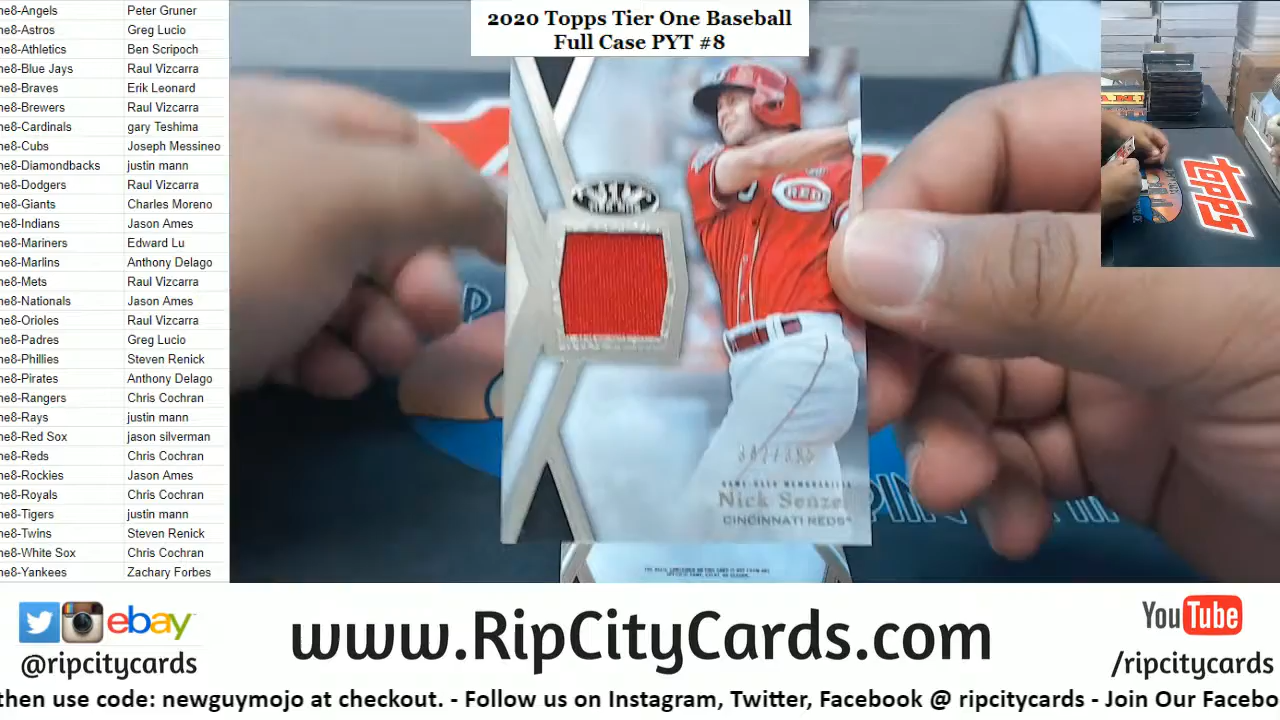 2020 Topps Tier One Baseball
Full Case PYT #8
ne8-Angels Peter Gruner
ne8-Astros Greg Lucio
ne8-Athletics Ben Scripoch
ne8-Blue Jays Raul Vizcarra
ne8-Braves Erik Leonard
ne8-Brewers Raul Vizcarra
ne8-Cardinals gary Teshima
ne8-Cubs Joseph Messineo
ne8-Diamondbacks justin mann
ne8-Dodgers Raul Vizcarra
ne8-Giants Charles Moreno
ne8-Indians Jason Ames
ne8-Mariners Edward Lu
ne8-Marlins Anthony Delago
ne8-Mets Raul Vizcarra
ne8-Nationals Jason Ames
ne8-Orioles Raul Vizcarra
ne8-Padres Greg Lucio
ne8-Phillies Steven Renick
ne8-Pirates Anthony Delago
ne8-Rangers Chris Cochran
ne8-Rays justin mann
ne8-Red Sox jason silverman
ne8-Reds Chris Cochran
ne8-Rockies Jason Ames
ne8-Royals Chris Cochran
ne8-Tigers justin mann
ne8-Twins Steven Renick
ne8-White Sox Chris Cochran
ne8-Yankees Zachary Forbes
REDS
GAME-USED MEMORABILIA
Nick Senzel
CINCINNATI REDS
topps
ebay
@ripcitycards
www.RipCityCards.com
YouTube
/ripcitycards
then use code: newguymojo at checkout. - Follow us on Instagram, Twitter, Facebook @ ripcitycards - Join Our Facebo